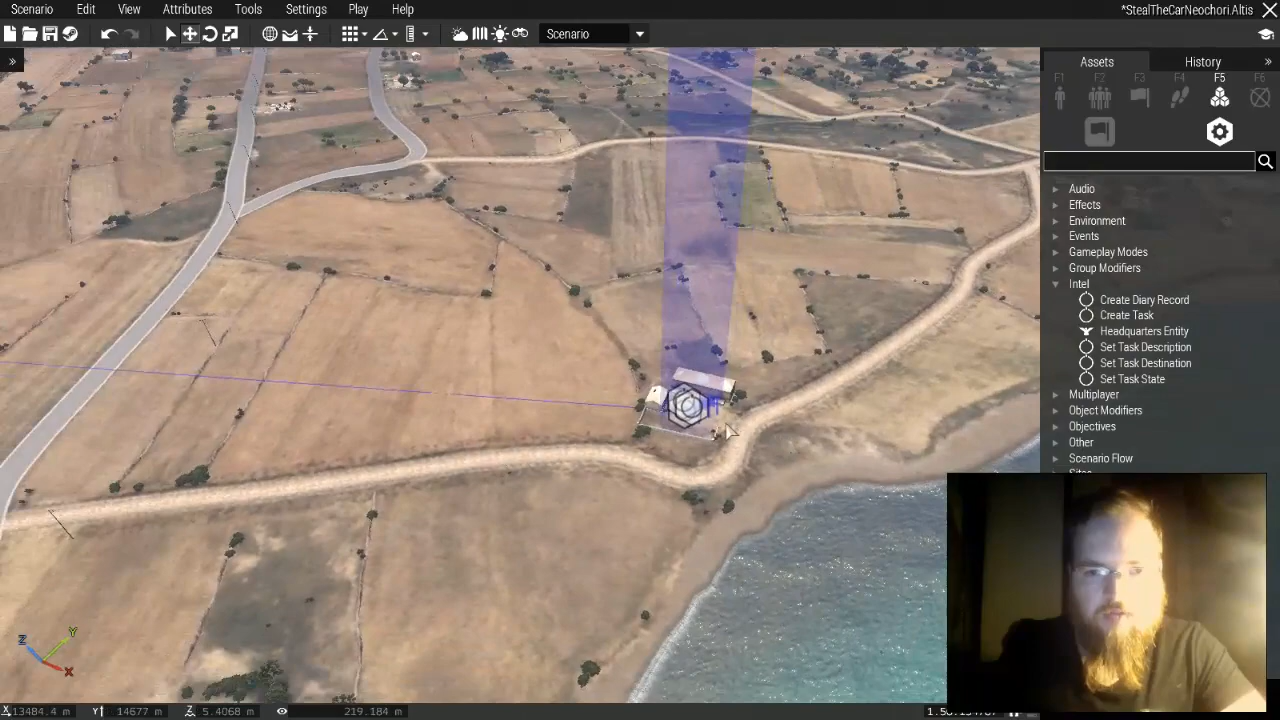 Scenario Edit View Attributes Tools Settings Play Help *StealTheCarNeochori.Altis
Scenario
Assets History
F1 F2 F3 F4 F5 F6
Audio
Effects
Environment
Events
Gameplay Modes
Group Modifiers
Intel
Create Diary Record
Create Task
Headquarters Entity
Set Task Description
Set Task Destination
Set Task State
Multiplayer
Object Modifiers
Objectives
Other
Scenario Flow
Z Y X
X 13484.4 m Y 14677 m Z 5.4068 m 219.184 m